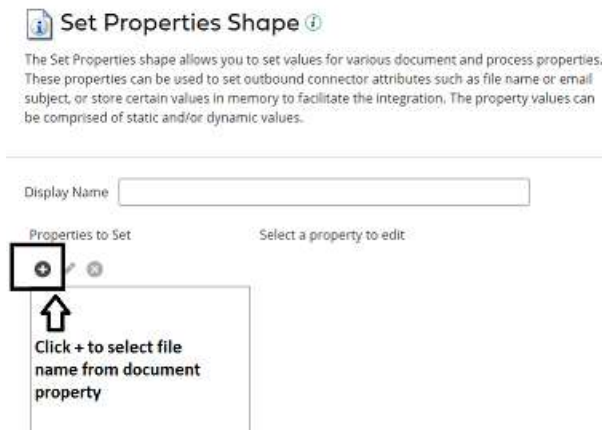 Set Properties Shape
The Set Properties shape allows you to set values for various document and process properties.
These properties can be used to set outbound connector attributes such as file name or email
subject, or store certain values in memory to facilitate the integration. The property values can
be comprised of static and/or dynamic values.
Display Name
Properties to Set Select a property to edit
Click + to select file
name from document
property